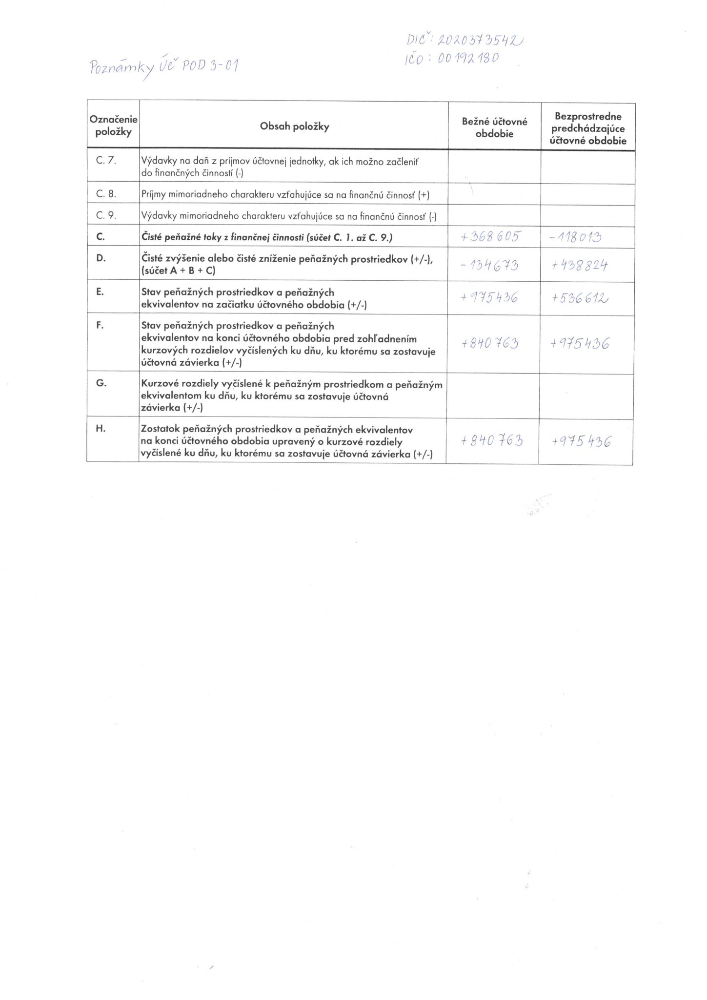 DIČ: 2020373542
IČO: 00192180
Poznámky Úč POD 3-01
Označenie položky
Obsah položky
Bežné účtovné obdobie
Bezprostredne predchádzajúce účtovné obdobie
C. 7.
Výdavky na daň z príjmov účtovnej jednotky, ak ich možno začleniť
do finančných činností (-)
C. 8.
Príjmy mimoriadneho charakteru vzťahujúce sa na finančnú činnosť (+)
C. 9.
Výdavky mimoriadneho charakteru vzťahujúce sa na finančnú činnosť (-)
C.
Čisté peňažné toky z finančnej činnosti (súčet C. 1. až C. 9.)
+368 605
-118013
D.
Čisté zvýšenie alebo čisté zníženie peňažných prostriedkov (+/-),
(súčet A + B + C)
-134673
+438824
E.
Stav peňažných prostriedkov a peňažných
ekvivalentov na začiatku účtovného obdobia (+/-)
+975436
+536612
F.
Stav peňažných prostriedkov a peňažných
ekvivalentov na konci účtovného obdobia pred zohľadnením
kurzových rozdielov vyčíslených ku dňu, ku ktorému sa zostavuje
účtovná závierka (+/-)
+840 763
+975436
G.
Kurzové rozdiely vyčíslené k peňažným prostriedkom a peňažným
ekvivalentom ku dňu, ku ktorému sa zostavuje účtovná
závierka (+/-)
H.
Zostatok peňažných prostriedkov a peňažných ekvivalentov
na konci účtovného obdobia upravený o kurzové rozdiely
vyčíslené ku dňu, ku ktorému sa zostavuje účtovná závierka (+/-)
+840 763
+975436